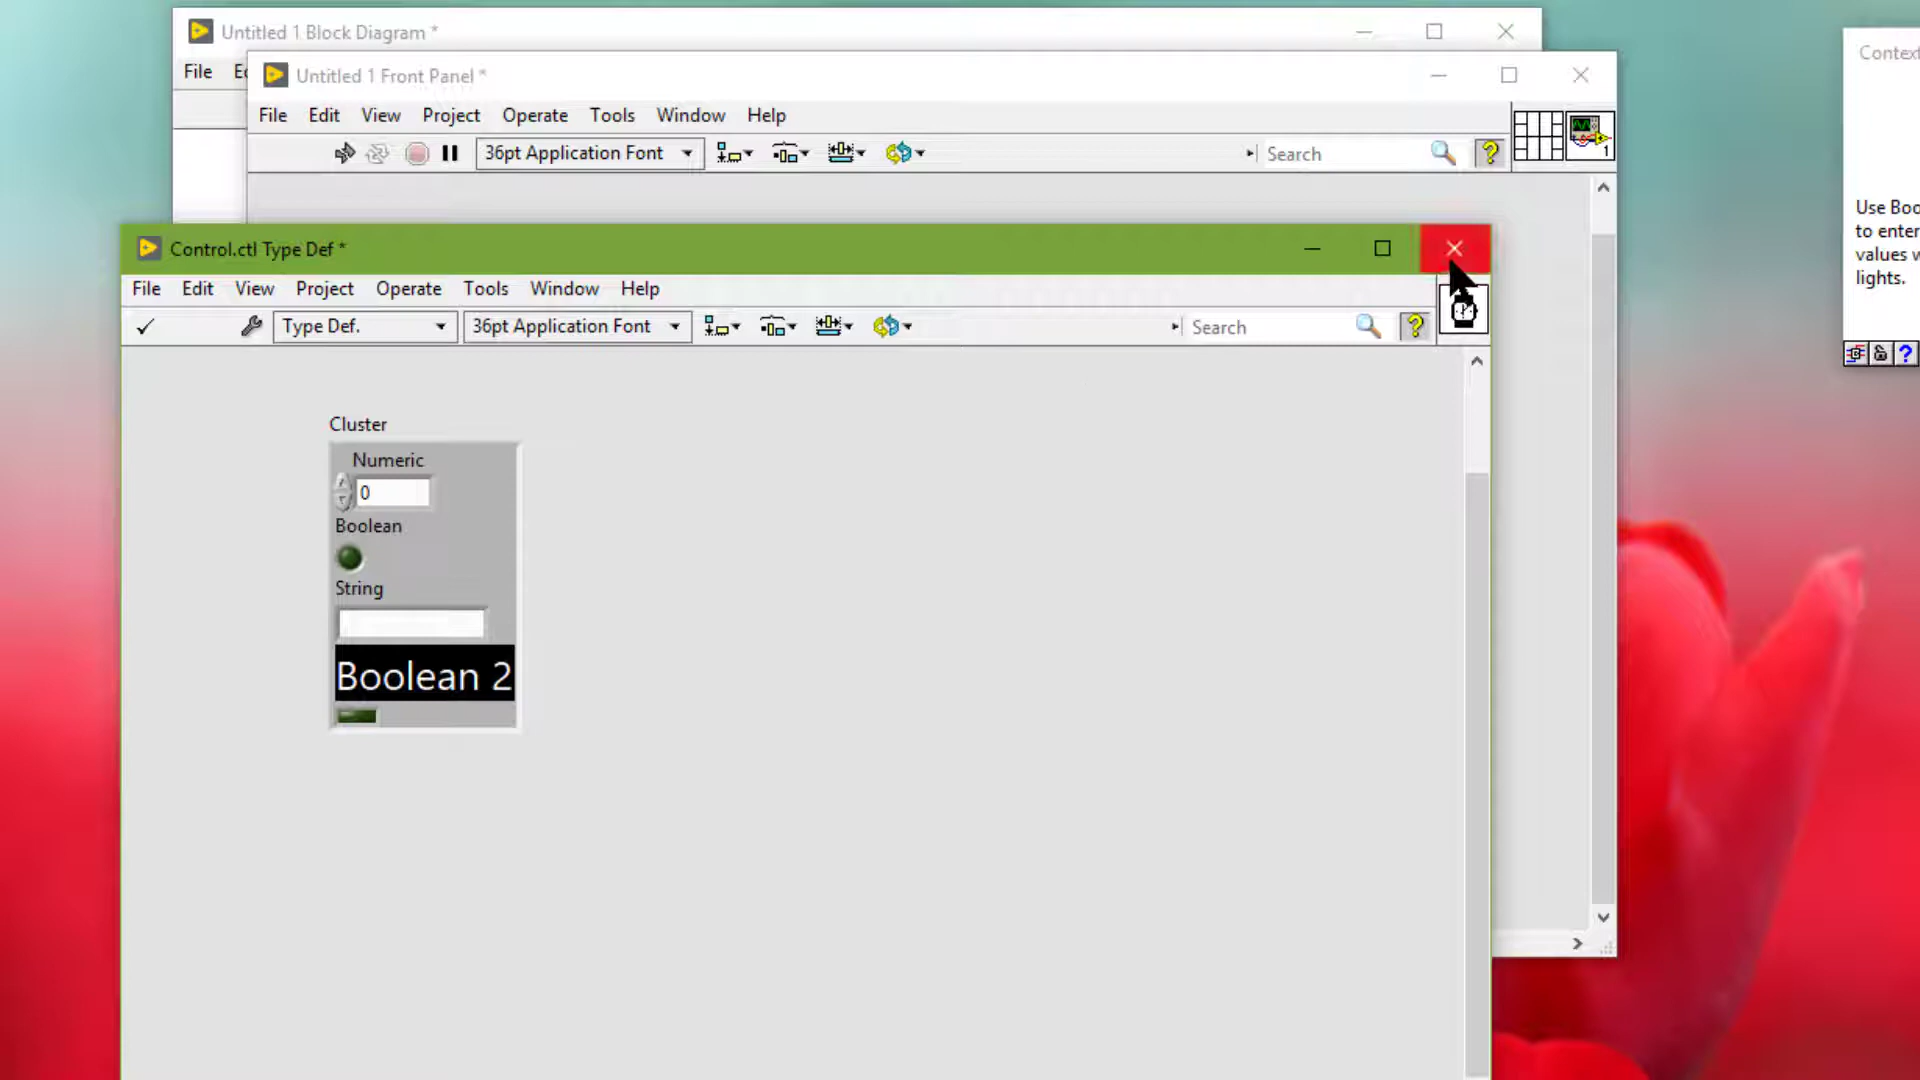 Untitled 1 Block Diagram *
File
Untitled 1 Front Panel *
File Edit View Project Operate Tools Window Help
36pt Application Font
Search
?
1
Control.ctl Type Def *
File Edit View Project Operate Tools Window Help
Type Def.
36pt Application Font
Search
?
Cluster
Numeric
0
Boolean
String
Boolean 2
Context
Use Boo
to enter
values w
lights.
?